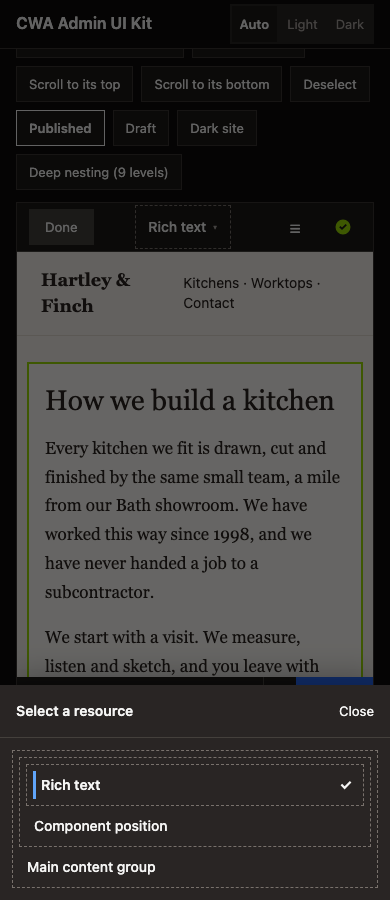 CWA Admin UI Kit
Auto Light Dark
Scroll to its top Scroll to its bottom Deselect
Published Draft Dark site
Deep nesting (9 levels)
Done Rich text
Hartley &
Finch
Kitchens · Worktops ·
Contact
How we build a kitchen
Every kitchen we fit is drawn, cut and
finished by the same small team, a mile
from our Bath showroom. We have
worked this way since 1998, and we
have never handed a job to a
subcontractor.
We start with a visit. We measure,
listen and sketch, and you leave with
Select a resource Close
Rich text
Component position
Main content group